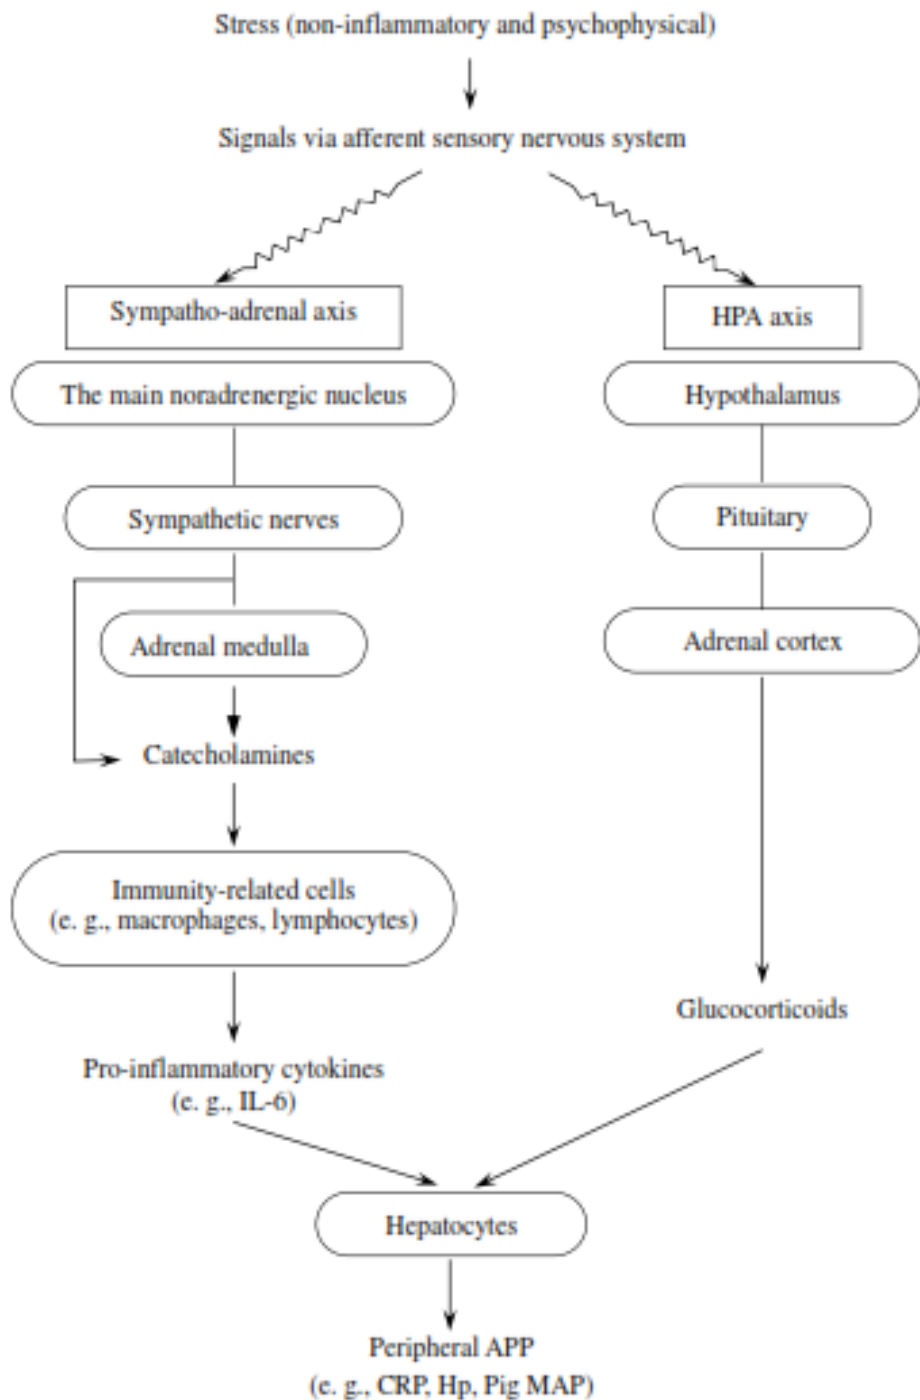 Stress (non-inflammatory and psychophysical)
Signals via afferent sensory nervous system
Sympatho-adrenal axis
HPA axis
The main noradrenergic nucleus
Hypothalamus
Sympathetic nerves
Pituitary
Adrenal medulla
Adrenal cortex
Catecholamines
Immunity-related cells
(e. g., macrophages, lymphocytes)
Glucocorticoids
Pro-inflammatory cytokines
(e. g., IL-6)
Hepatocytes
Peripheral APP
(e. g., CRP, Hp, Pig MAP)